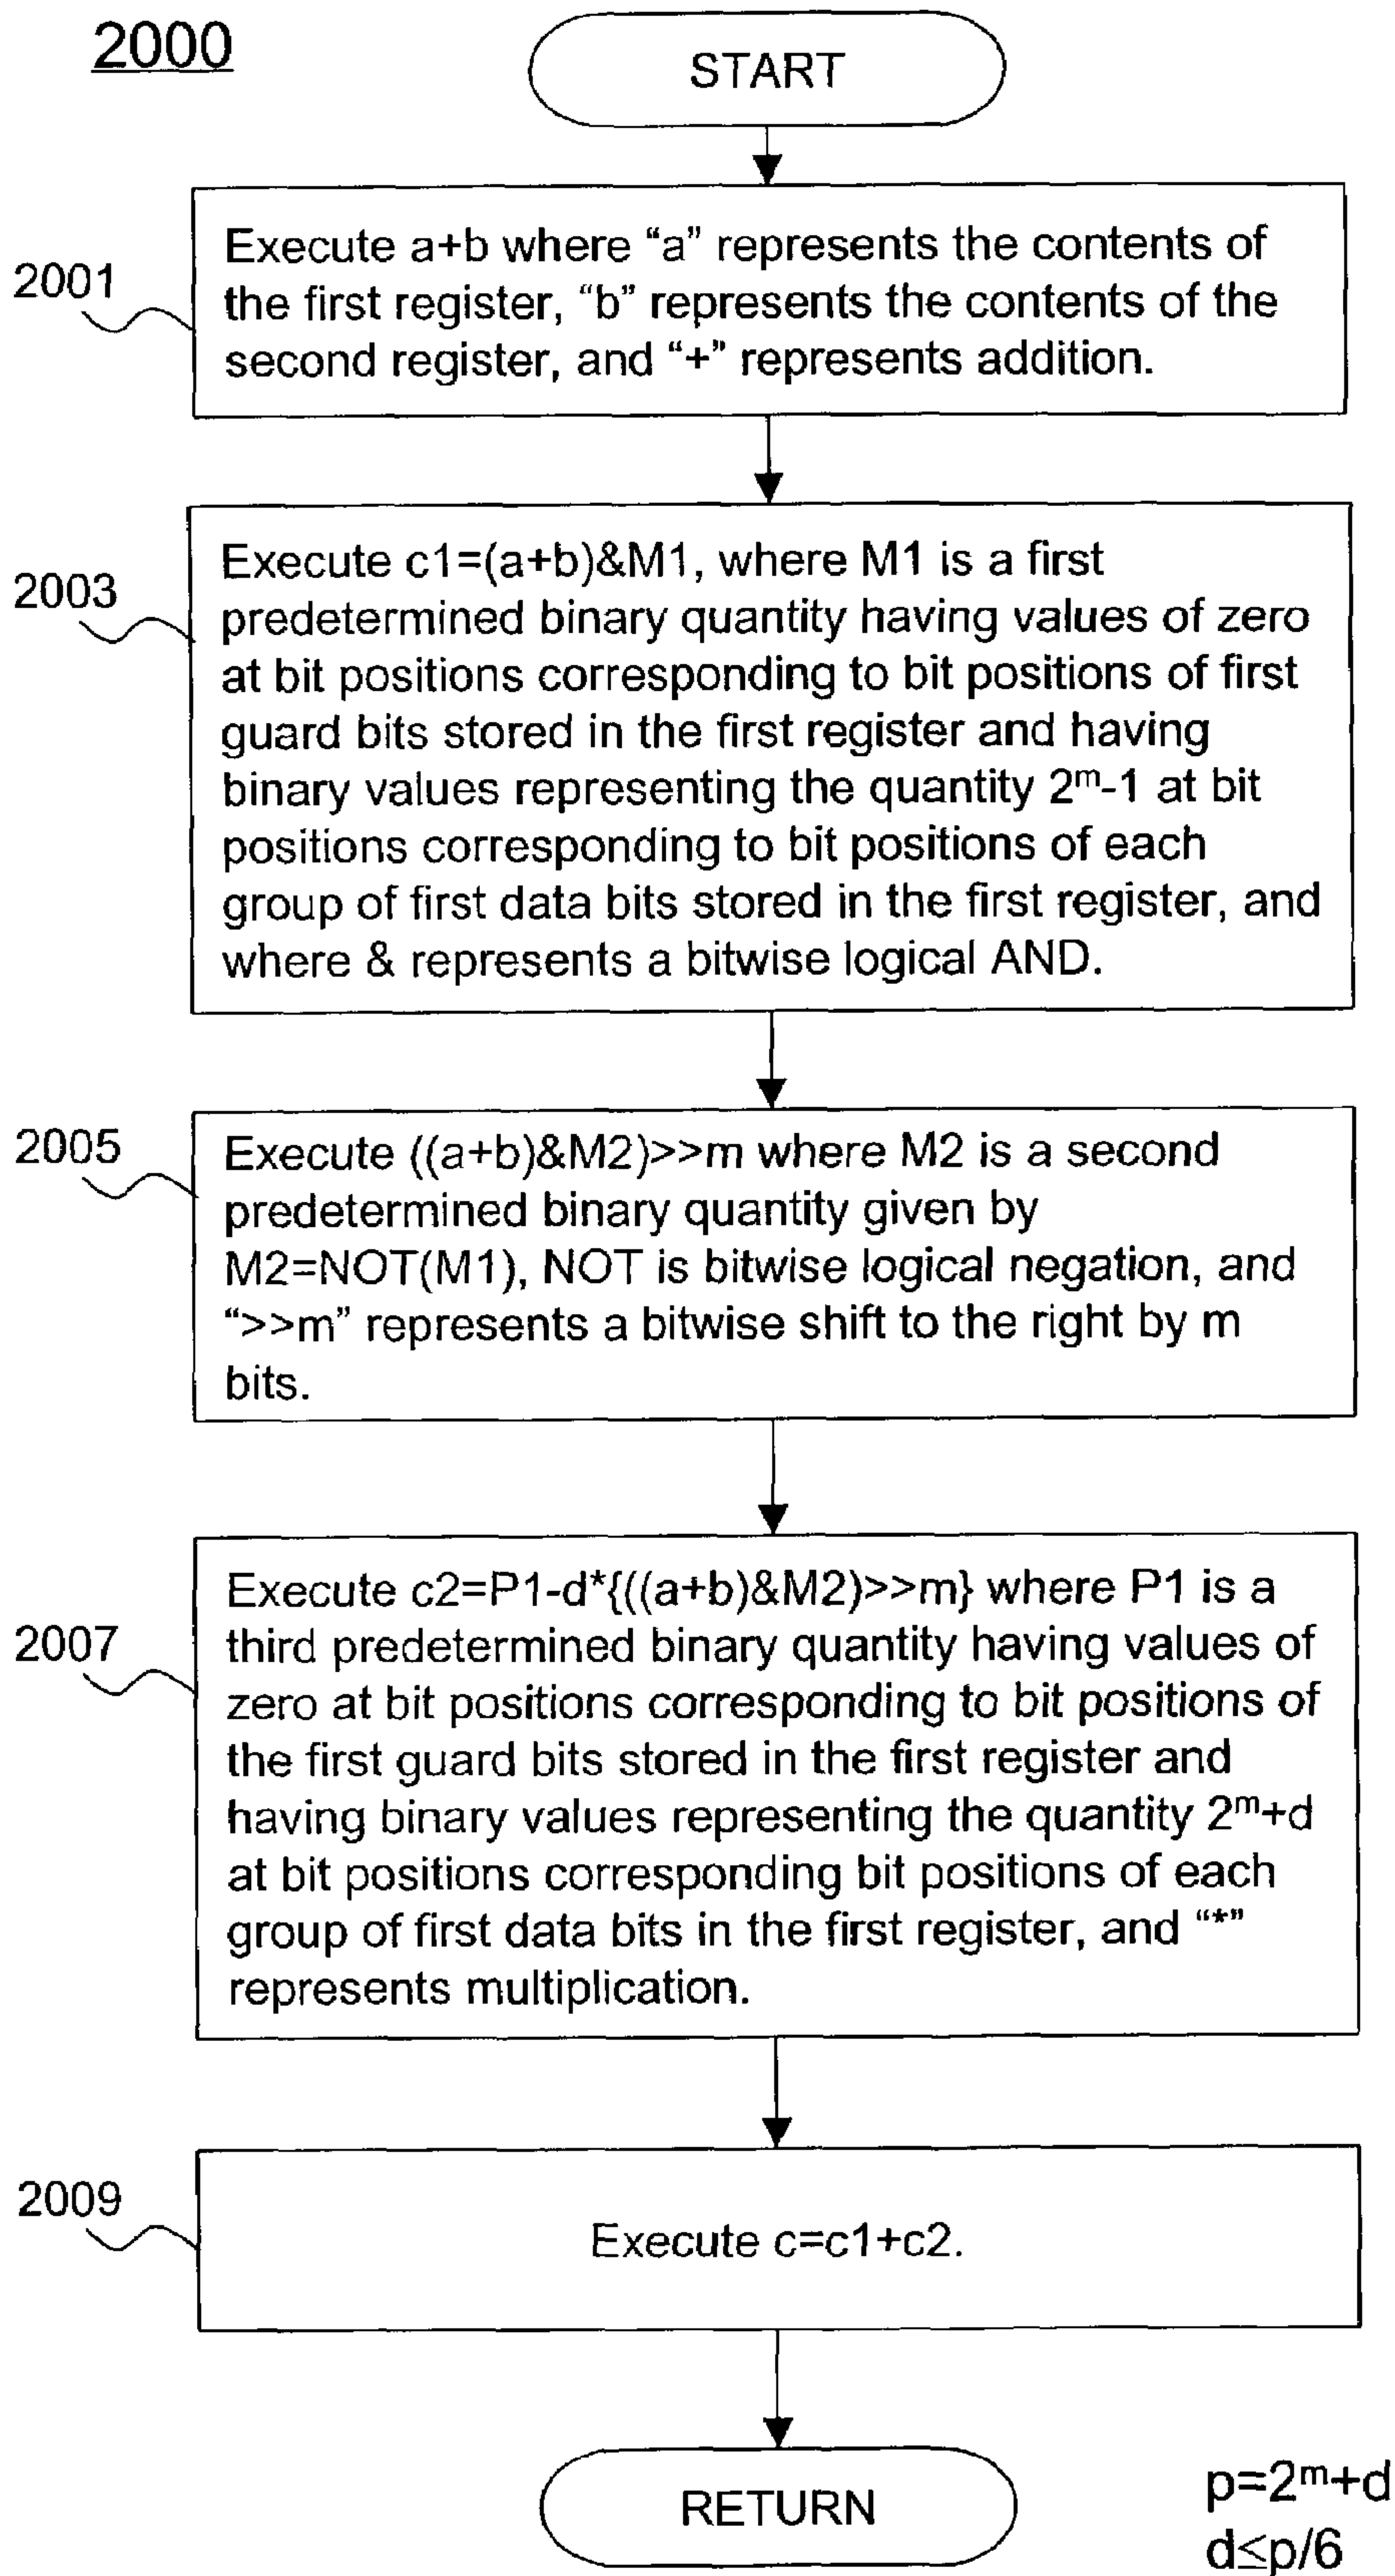 2000
START
2001
Execute a+b where “a” represents the contents of
the first register, “b” represents the contents of the
second register, and “+” represents addition.
2003
Execute c1=(a+b)&M1, where M1 is a first
predetermined binary quantity having values of zero
at bit positions corresponding to bit positions of first
guard bits stored in the first register and having
binary values representing the quantity 2ᵐ-1 at bit
positions corresponding to bit positions of each
group of first data bits stored in the first register, and
where & represents a bitwise logical AND.
2005
Execute ((a+b)&M2)>>m where M2 is a second
predetermined binary quantity given by
M2=NOT(M1), NOT is bitwise logical negation, and
“>>m” represents a bitwise shift to the right by m
bits.
2007
Execute c2=P1-d*{((a+b)&M2)>>m} where P1 is a
third predetermined binary quantity having values of
zero at bit positions corresponding to bit positions of
the first guard bits stored in the first register and
having binary values representing the quantity 2ᵐ+d
at bit positions corresponding bit positions of each
group of first data bits in the first register, and “*”
represents multiplication.
2009
Execute c=c1+c2.
RETURN
p=2ᵐ+d
d≤p/6